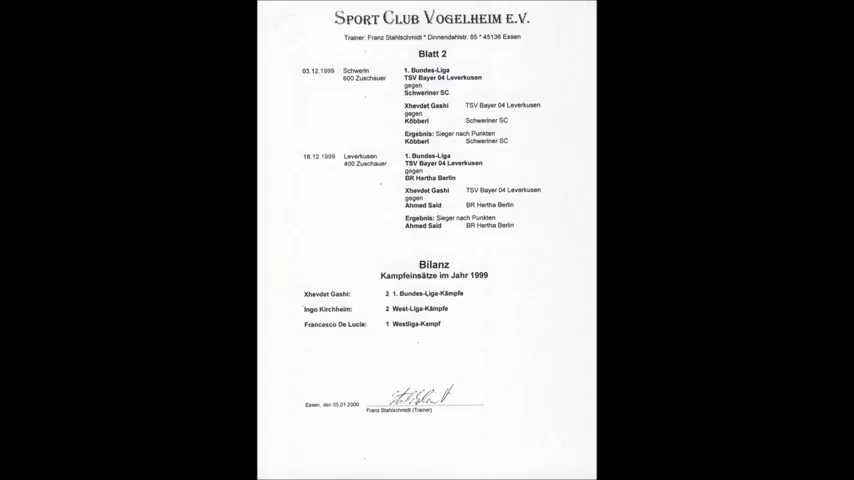 SPORT CLUB VOGELHEIM E.V.
Trainer: Franz Stahlschmidt * Dinnendahlstr. 85 * 45136 Essen
Blatt 2
03.12.1999 Schwerin 1. Bundes-Liga
600 Zuschauer TSV Bayer 04 Leverkusen
gegen
Schweriner SC
Xhevdet Gashi TSV Bayer 04 Leverkusen
gegen
Köbberl Schweriner SC
Ergebnis: Sieger nach Punkten
Köbberl Schweriner SC
18.12.1999 Leverkusen 1. Bundes-Liga
400 Zuschauer TSV Bayer 04 Leverkusen
gegen
BR Hertha Berlin
Xhevdet Gashi TSV Bayer 04 Leverkusen
gegen
Ahmed Said BR Hertha Berlin
Ergebnis: Sieger nach Punkten
Ahmed Said BR Hertha Berlin
Bilanz
Kampfeinsätze im Jahr 1999
Xhevdet Gashi: 2 1. Bundes-Liga-Kämpfe
Ingo Kirchheim: 2 West-Liga-Kämpfe
Francesco De Lucia: 1 Westliga-Kampf
Essen, den 05.01.2000
Franz Stahlschmidt (Trainer)